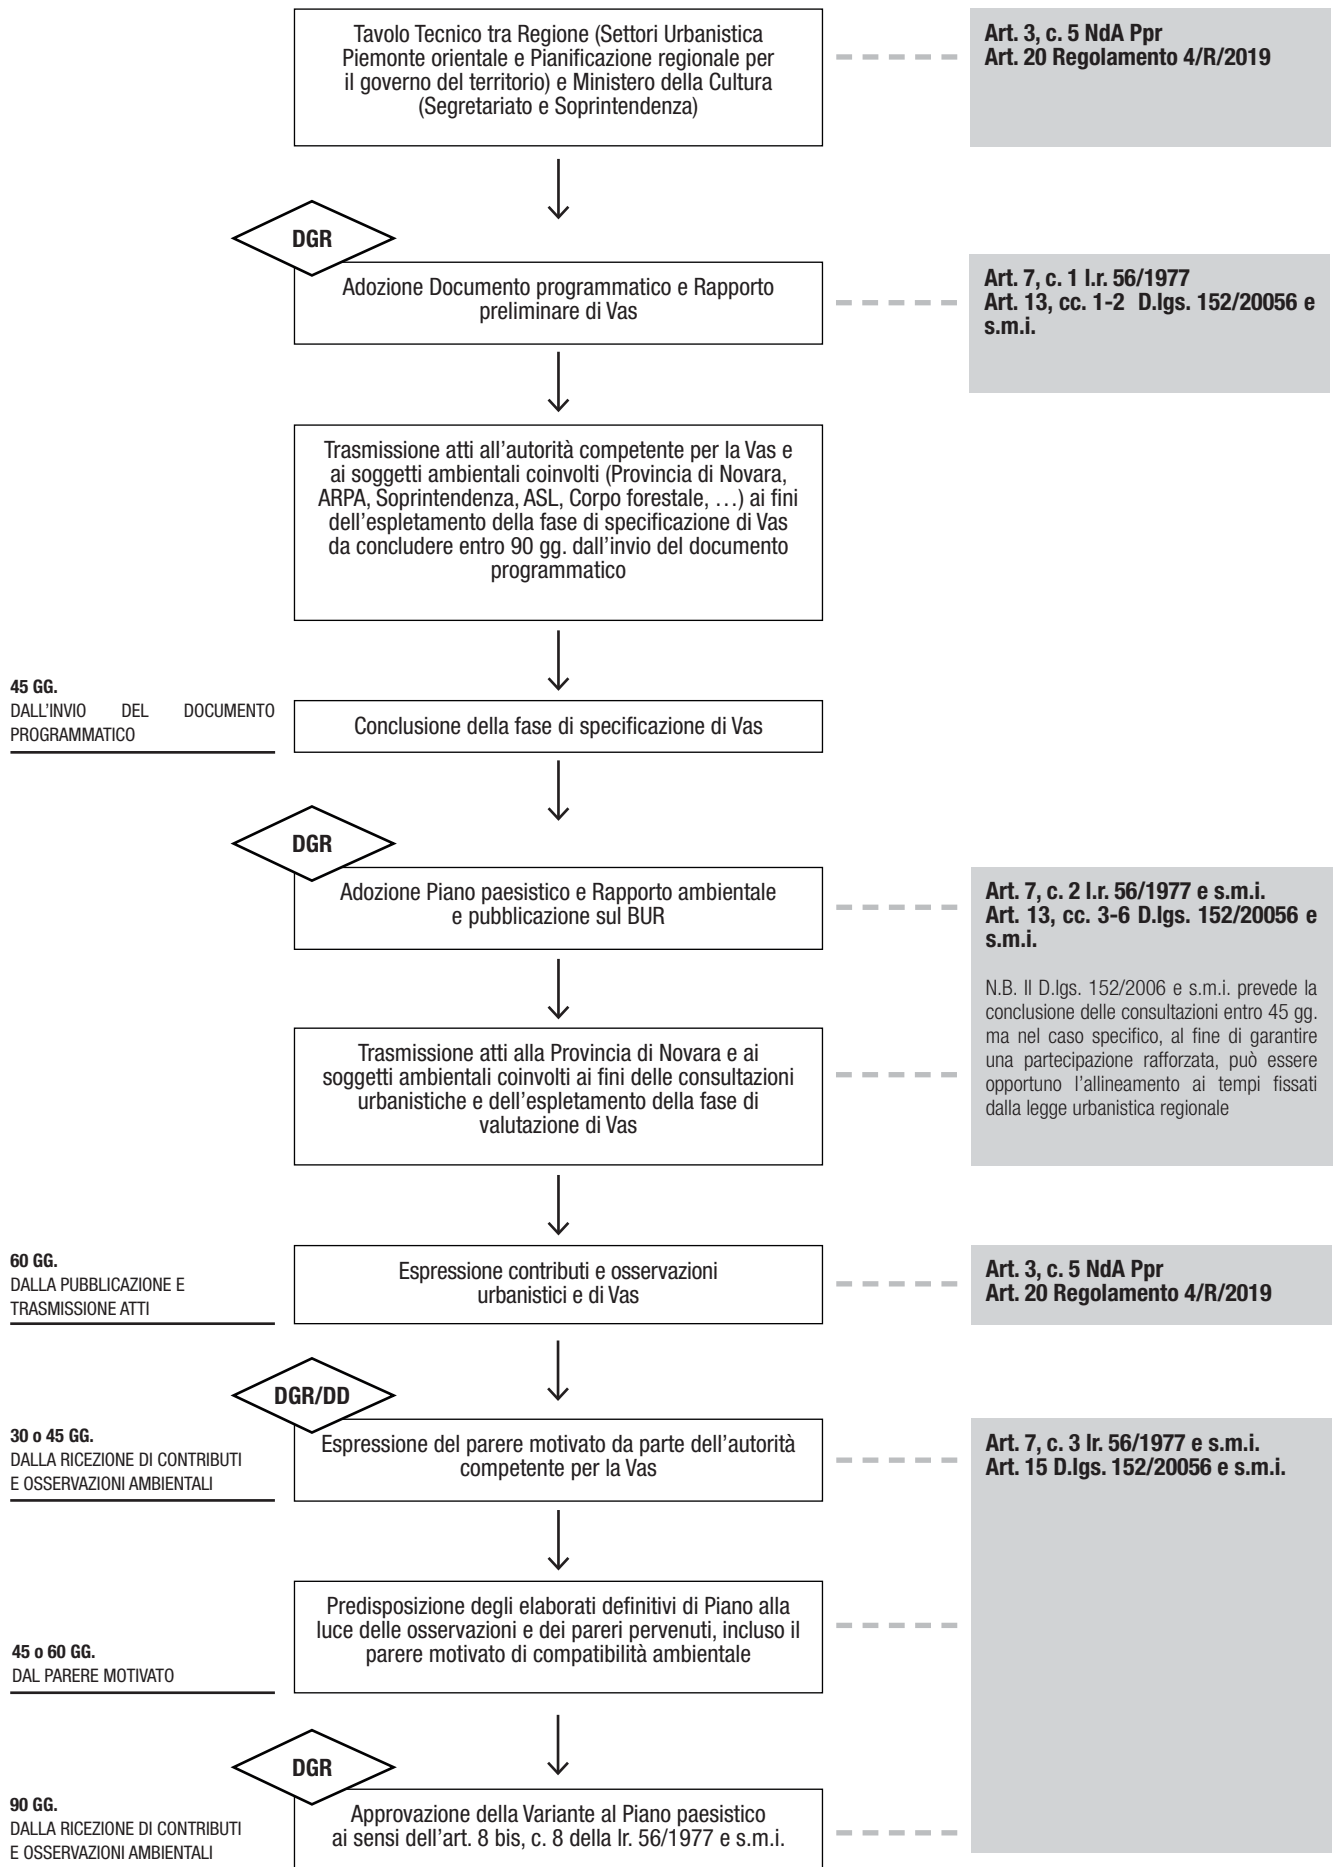 Tavolo Tecnico tra Regione (Settori Urbanistica
Piemonte orientale e Pianificazione regionale per
il governo del territorio) e Ministero della Cultura
(Segretariato e Soprintendenza)
Art. 3, c. 5 NdA Ppr
Art. 20 Regolamento 4/R/2019
DGR
Adozione Documento programmatico e Rapporto
preliminare di Vas
Art. 7, c. 1 l.r. 56/1977
Art. 13, cc. 1-2 D.lgs. 152/20056 e
s.m.i.
Trasmissione atti all’autorità competente per la Vas e
ai soggetti ambientali coinvolti (Provincia di Novara,
ARPA, Soprintendenza, ASL, Corpo forestale, …) ai fini
dell’espletamento della fase di specificazione di Vas
da concludere entro 90 gg. dall’invio del documento
programmatico
45 GG.
DALL’INVIO DEL DOCUMENTO
PROGRAMMATICO
Conclusione della fase di specificazione di Vas
DGR
Adozione Piano paesistico e Rapporto ambientale
e pubblicazione sul BUR
Art. 7, c. 2 l.r. 56/1977 e s.m.i.
Art. 13, cc. 3-6 D.lgs. 152/20056 e
s.m.i.
N.B. Il D.lgs. 152/2006 e s.m.i. prevede la
conclusione delle consultazioni entro 45 gg.
ma nel caso specifico, al fine di garantire
una partecipazione rafforzata, può essere
opportuno l’allineamento ai tempi fissati
dalla legge urbanistica regionale
Trasmissione atti alla Provincia di Novara e ai
soggetti ambientali coinvolti ai fini delle consultazioni
urbanistiche e dell’espletamento della fase di
valutazione di Vas
60 GG.
DALLA PUBBLICAZIONE E
TRASMISSIONE ATTI
Espressione contributi e osservazioni
urbanistici e di Vas
Art. 3, c. 5 NdA Ppr
Art. 20 Regolamento 4/R/2019
DGR/DD
30 o 45 GG.
DALLA RICEZIONE DI CONTRIBUTI
E OSSERVAZIONI AMBIENTALI
Espressione del parere motivato da parte dell’autorità
competente per la Vas
Art. 7, c. 3 lr. 56/1977 e s.m.i.
Art. 15 D.lgs. 152/20056 e s.m.i.
Predisposizione degli elaborati definitivi di Piano alla
luce delle osservazioni e dei pareri pervenuti, incluso il
parere motivato di compatibilità ambientale
45 o 60 GG.
DAL PARERE MOTIVATO
DGR
90 GG.
DALLA RICEZIONE DI CONTRIBUTI
E OSSERVAZIONI AMBIENTALI
Approvazione della Variante al Piano paesistico
ai sensi dell’art. 8 bis, c. 8 della lr. 56/1977 e s.m.i.